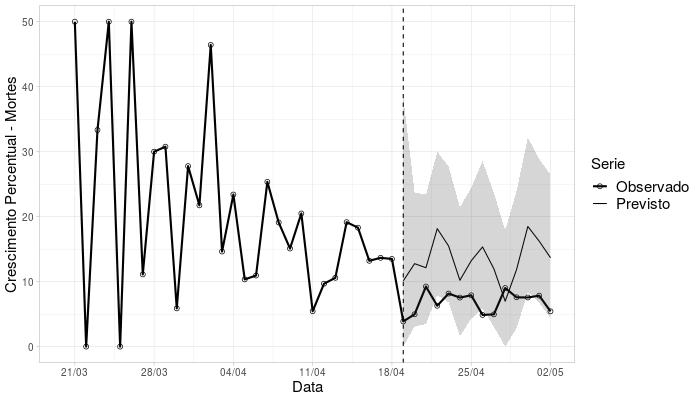 50
40
30
20
10
0
Crescimento Percentual - Mortes
21/03
28/03
04/04
11/04
18/04
25/04
02/05
Data
Serie
Observado
Previsto